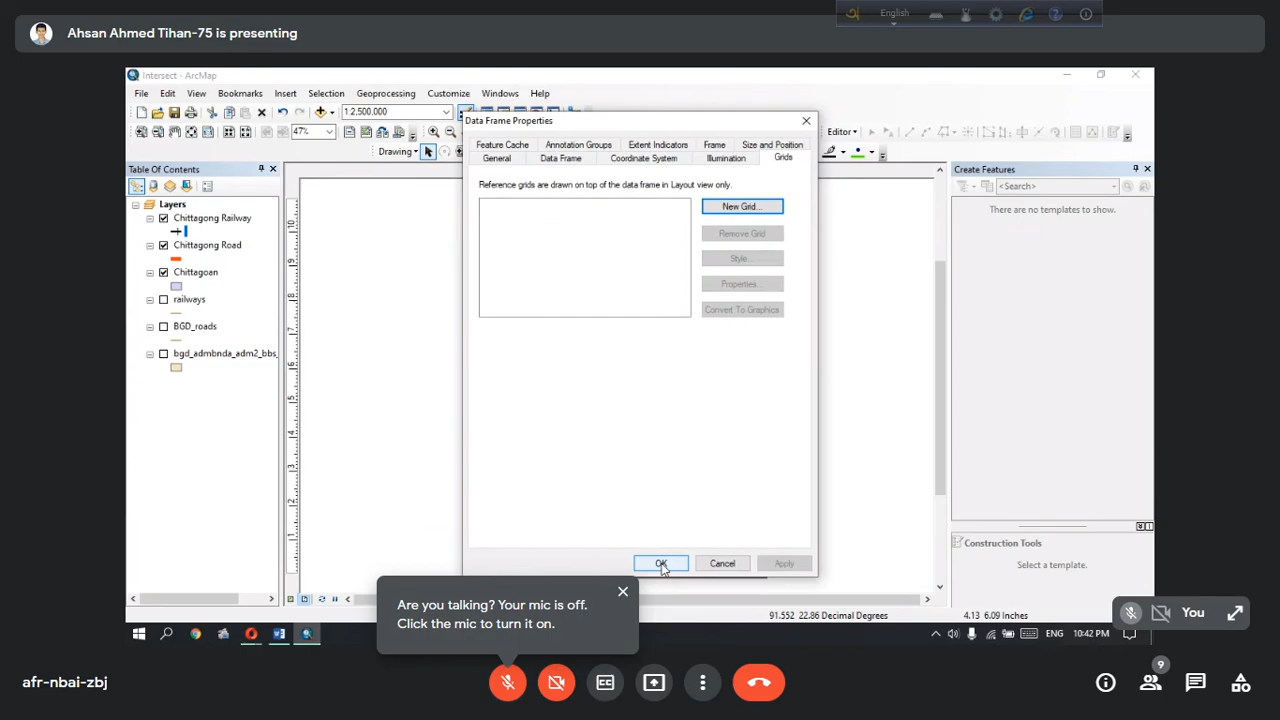 English
Ahsan Ahmed Tihan-75 is presenting
Intersect - ArcMap
File Edit View Bookmarks Insert Selection Geoprocessing Customize Windows Help
1:2,500,000
47%
Editor
Drawing
Table Of Contents
Layers
Chittagong Railway
Chittagong Road
Chittagoan
railways
BGD_roads
bgd_admbnda_adm2_bbs_
Data Frame Properties
Feature Cache Annotation Groups Extent Indicators Frame Size and Position
General Data Frame Coordinate System Illumination Grids
Reference grids are drawn on top of the data frame in Layout view only.
New Grid...
Remove Grid
Style...
Properties...
Convert To Graphics
OK Cancel Apply
Create Features
<Search>
There are no templates to show.
Construction Tools
Select a template.
91.552 22.86 Decimal Degrees 4.13 6.09 Inches
ENG 10:42 PM
Are you talking? Your mic is off.
Click the mic to turn it on.
You
afr-nbai-zbj
CC
9